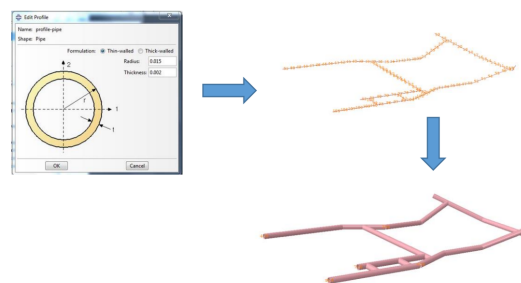 Edit Profile
Name: profile-pipe
Shape: Pipe
Formulation: Thin-walled Thick-walled
Radius: 0.015
Thickness: 0.002
2
r
1
t
OK Cancel